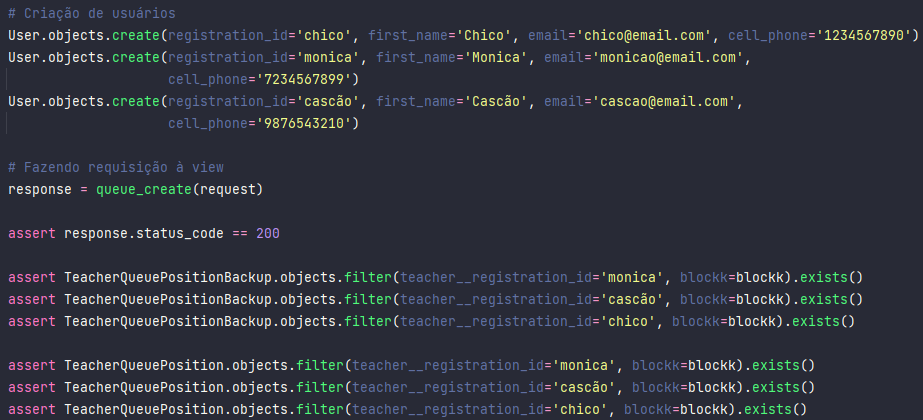 # Criação de usuários
User.objects.create(registration_id='chico', first_name='Chico', email='chico@email.com', cell_phone='1234567890')
User.objects.create(registration_id='monica', first_name='Monica', email='monicao@email.com',
cell_phone='7234567899')
User.objects.create(registration_id='cascão', first_name='Cascão', email='cascao@email.com',
cell_phone='9876543210')
# Fazendo requisição à view
response = queue_create(request)
assert response.status_code == 200
assert TeacherQueuePositionBackup.objects.filter(teacher__registration_id='monica', blockk=blockk).exists()
assert TeacherQueuePositionBackup.objects.filter(teacher__registration_id='cascão', blockk=blockk).exists()
assert TeacherQueuePositionBackup.objects.filter(teacher__registration_id='chico', blockk=blockk).exists()
assert TeacherQueuePosition.objects.filter(teacher__registration_id='monica', blockk=blockk).exists()
assert TeacherQueuePosition.objects.filter(teacher__registration_id='cascão', blockk=blockk).exists()
assert TeacherQueuePosition.objects.filter(teacher__registration_id='chico', blockk=blockk).exists()